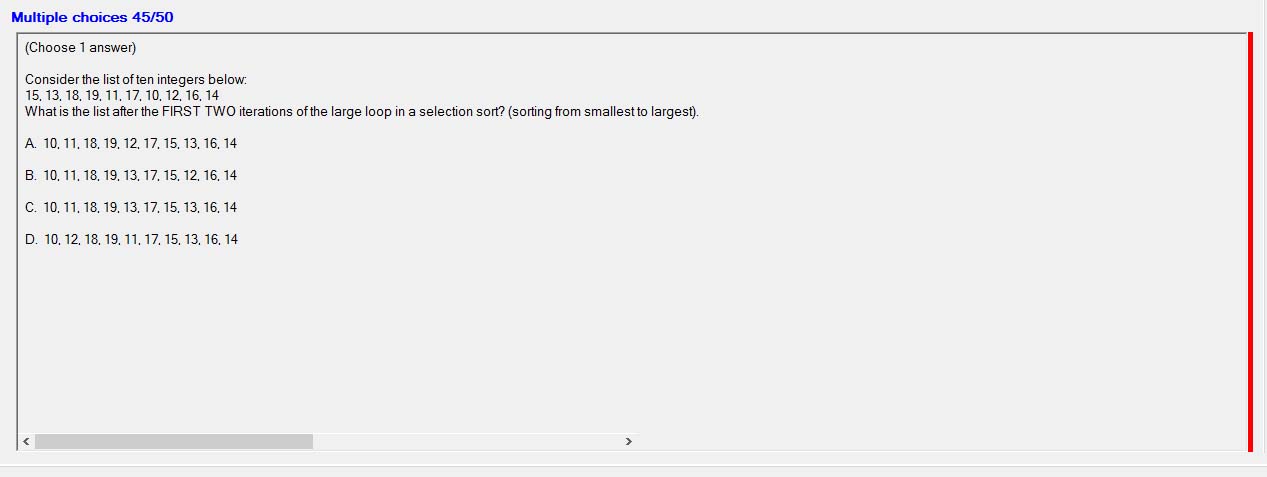 Multiple choices 45/50
(Choose 1 answer)
Consider the list of ten integers below:
15, 13, 18, 19, 11, 17, 10, 12, 16, 14
What is the list after the FIRST TWO iterations of the large loop in a selection sort? (sorting from smallest to largest).
A. 10, 11, 18, 19, 12, 17, 15, 13, 16, 14
B. 10, 11, 18, 19, 13, 17, 15, 12, 16, 14
C. 10, 11, 18, 19, 13, 17, 15, 13, 16, 14
D. 10, 12, 18, 19, 11, 17, 15, 13, 16, 14